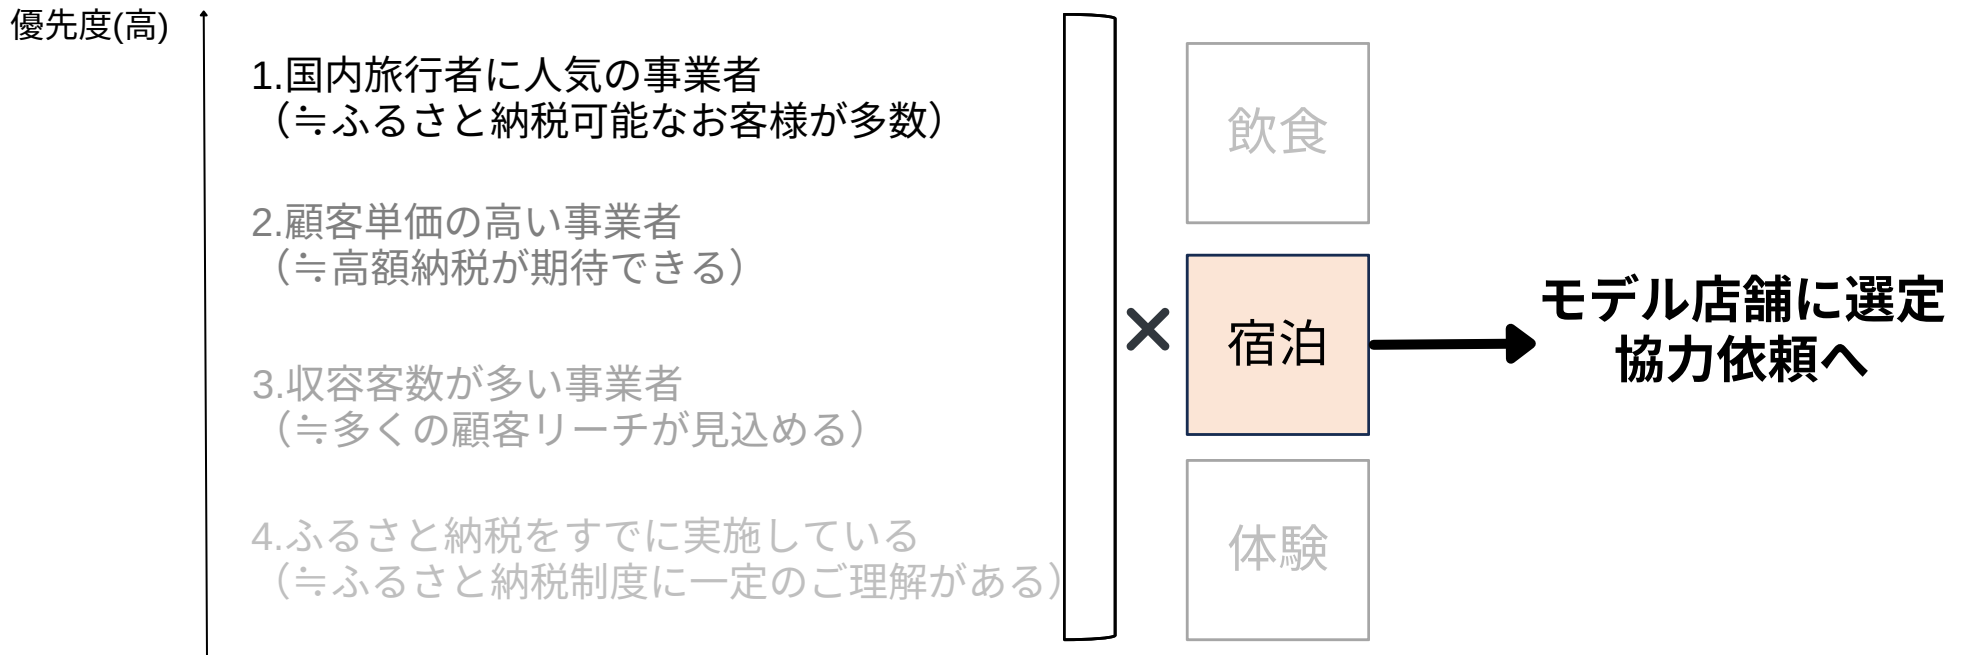 優先度(高)
1.国内旅行者に人気の事業者
（≒ふるさと納税可能なお客様が多数）
2.顧客単価の高い事業者
（≒高額納税が期待できる）
3.収容客数が多い事業者
（≒多くの顧客リーチが見込める）
4.ふるさと納税をすでに実施している
（≒ふるさと納税制度に一定のご理解がある）
×
飲食
宿泊
体験
モデル店舗に選定
協力依頼へ